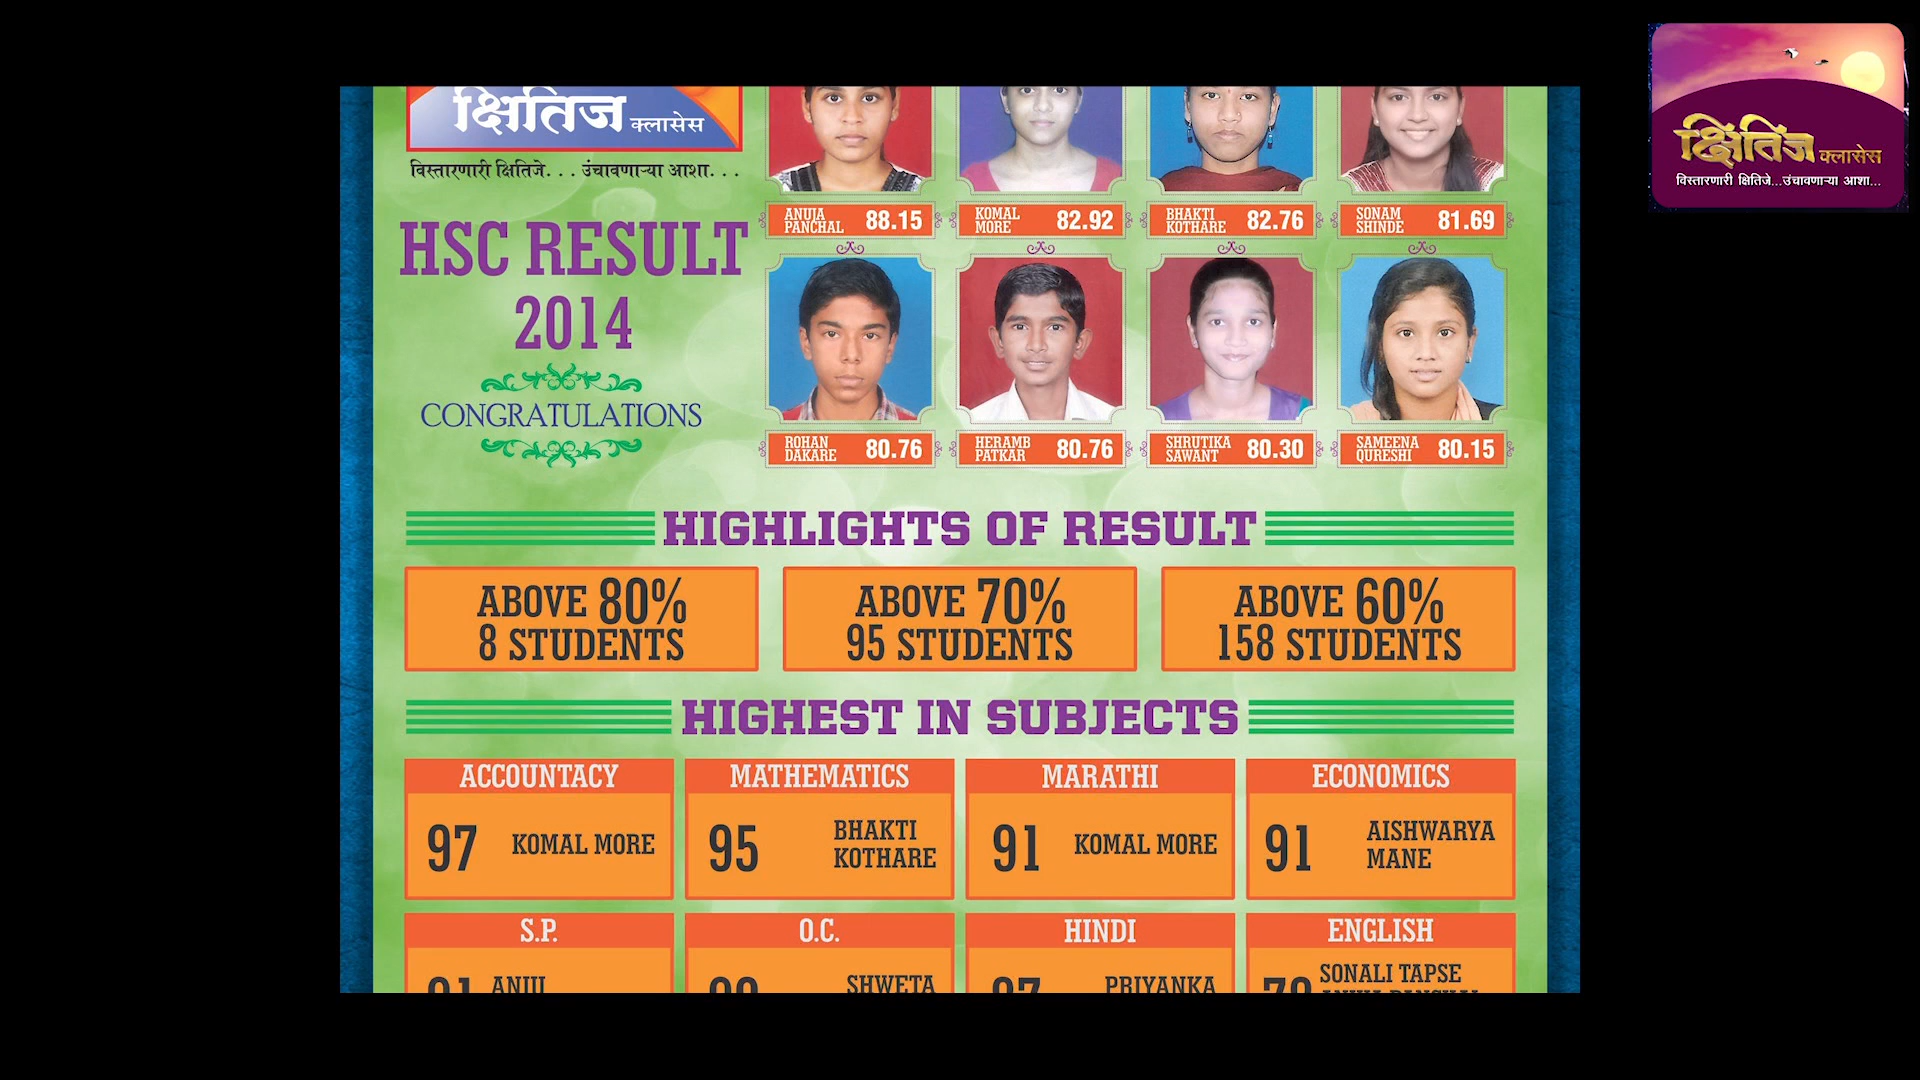 क्षितिज क्लासेस
विस्तारणारी क्षितिजे...उंचावणाऱ्या आशा...
क्षितिज क्लासेस
विस्तारणारी क्षितिजे... उंचावणाऱ्या आशा...
HSC RESULT
2014
CONGRATULATIONS
ANUJA
PANCHAL 88.15
KOMAL
MORE 82.92
BHAKTI
KOTHARE 82.76
SONAM
SHINDE 81.69
ROHAN
DAKARE 80.76
HERAMB
PATKAR 80.76
SHRUTIKA
SAWANT 80.30
SAMEENA
QURESHI 80.15
HIGHLIGHTS OF RESULT
ABOVE 80%
8 STUDENTS
ABOVE 70%
95 STUDENTS
ABOVE 60%
158 STUDENTS
HIGHEST IN SUBJECTS
ACCOUNTACY
97 KOMAL MORE
MATHEMATICS
95 BHAKTI
KOTHARE
MARATHI
91 KOMAL MORE
ECONOMICS
91 AISHWARYA
MANE
S.P.
O.C.
SHWETA
HINDI
PRIYANKA
ENGLISH
SONALI TAPSE